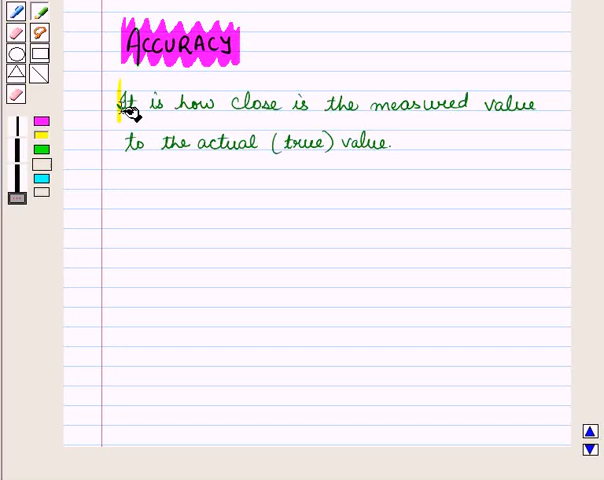 ACCURACY
It is how close is the measured value
to the actual (true) value.